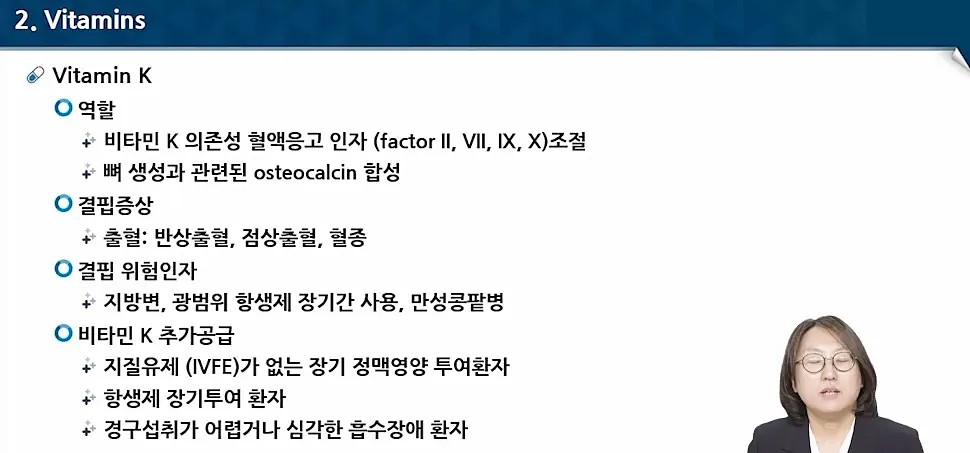 2. Vitamins
Vitamin K
역할
비타민 K 의존성 혈액응고 인자 (factor II, VII, IX, X)조절
뼈 생성과 관련된 osteocalcin 합성
결핍증상
출혈: 반상출혈, 점상출혈, 혈종
결핍 위험인자
지방변, 광범위 항생제 장기간 사용, 만성콩팥병
비타민 K 추가공급
지질유제 (IVFE)가 없는 장기 정맥영양 투여환자
항생제 장기투여 환자
경구섭취가 어렵거나 심각한 흡수장애 환자